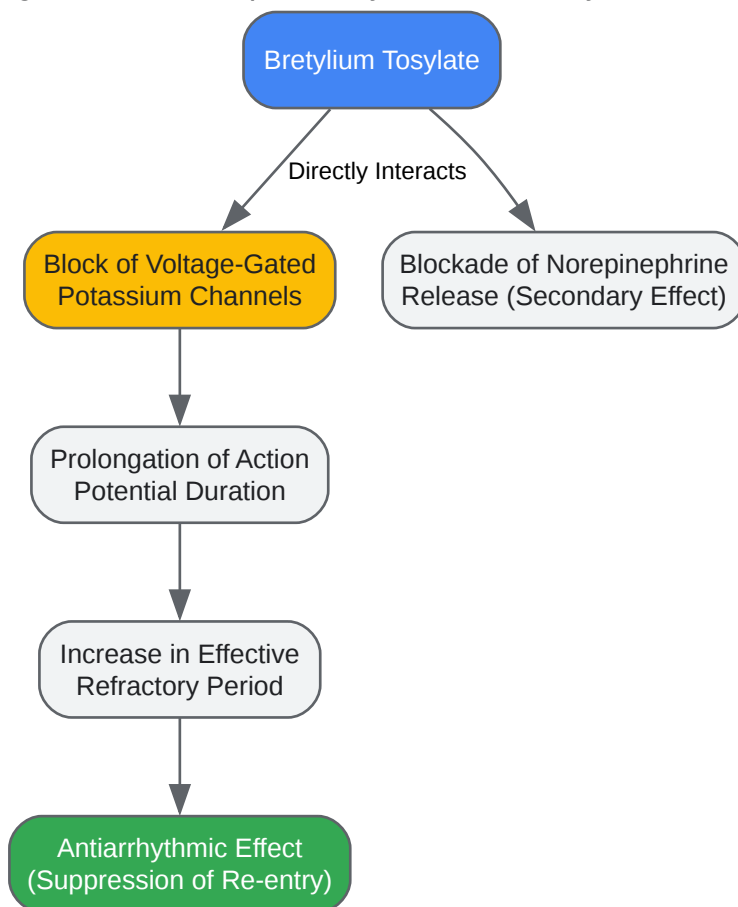 Bretylium Tosylate
Directly Interacts
Block of Voltage-Gated
Potassium Channels
Blockade of Norepinephrine
Release (Secondary Effect)
Prolongation of Action
Potential Duration
Increase in Effective
Refractory Period
Antiarrhythmic Effect
(Suppression of Re-entry)